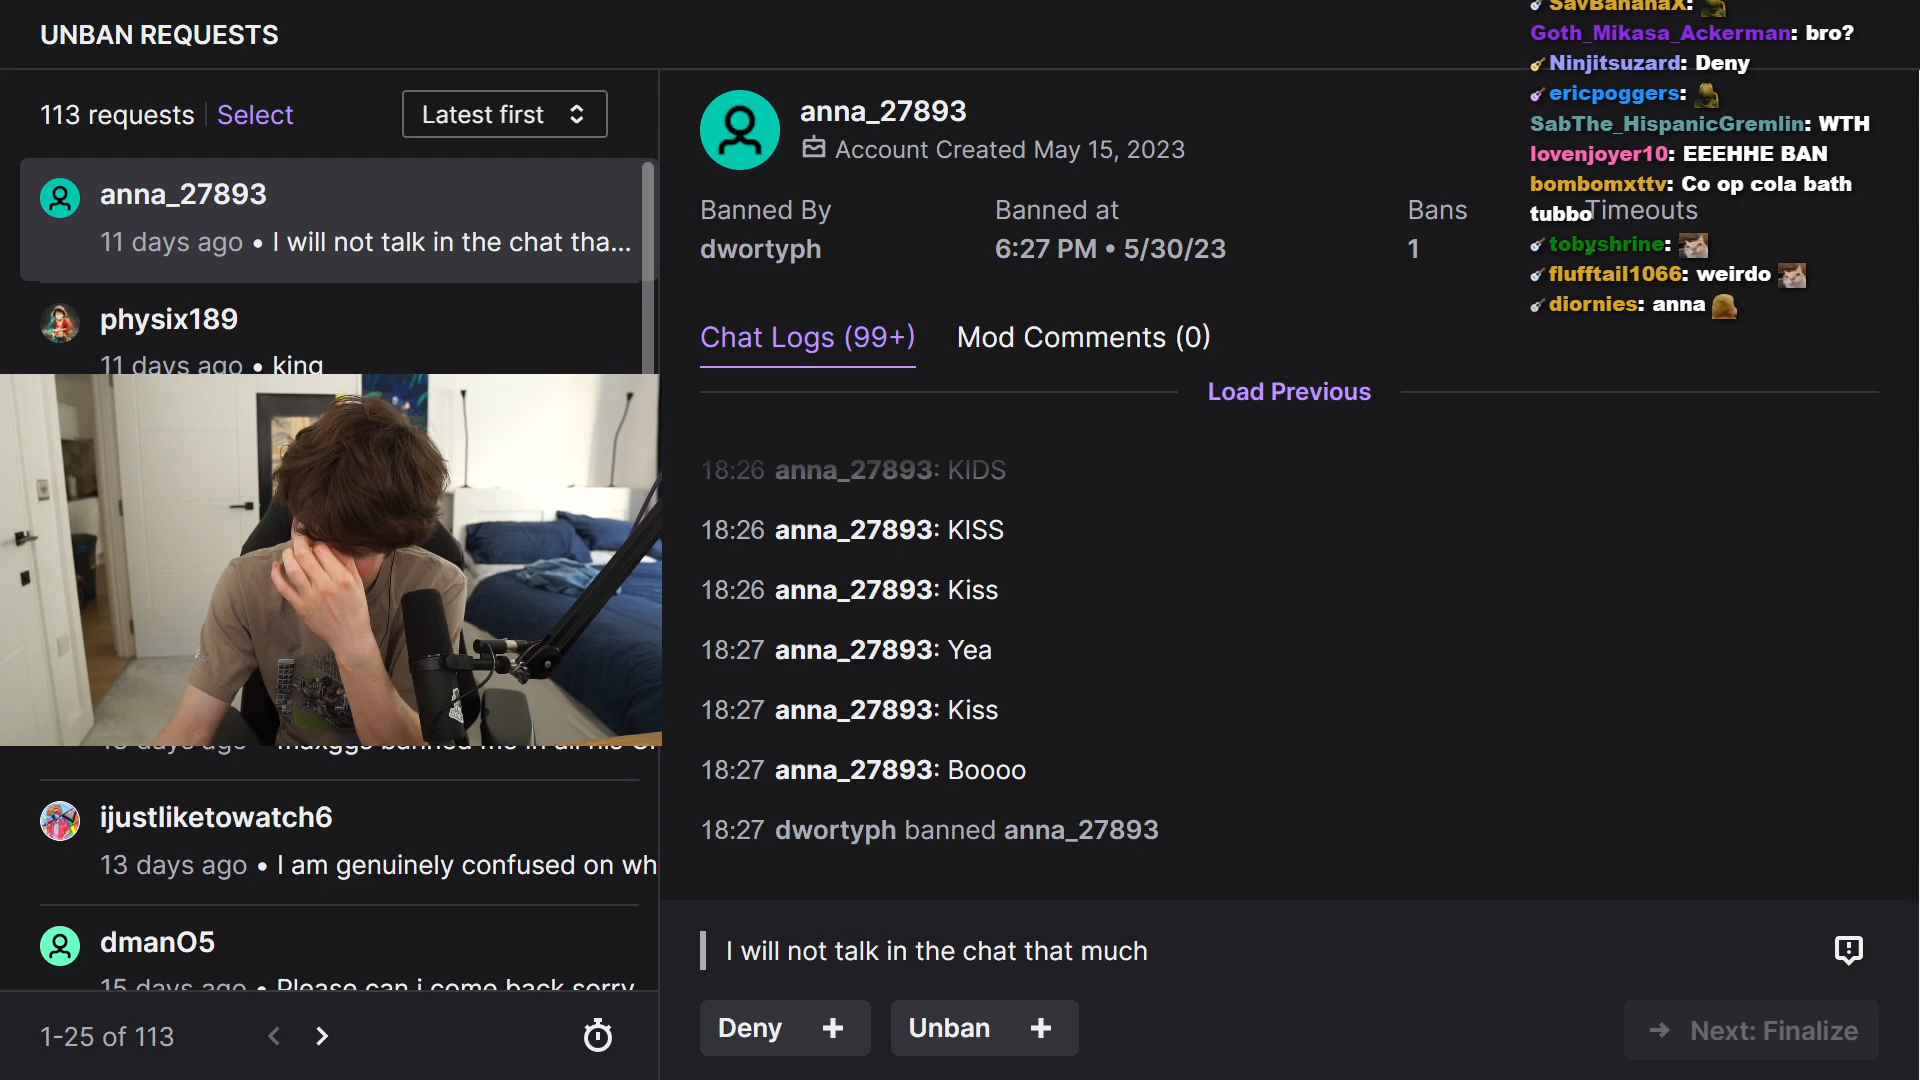 UNBAN REQUESTS
113 requests
Select
Latest first
anna_27893
11 days ago • I will not talk in the chat tha...
physix189
11 days ago • king
ijustliketowatch6
13 days ago • I am genuinely confused on wh
dmanO5
15 days ago • Please can i come back sorry
1-25 of 113
anna_27893
Account Created May 15, 2023
Banned By
dwortyph
Banned at
6:27 PM • 5/30/23
Bans
1
Timeouts
Chat Logs (99+)
Mod Comments (0)
Load Previous
18:26 anna_27893: KIDS
18:26 anna_27893: KISS
18:26 anna_27893: Kiss
18:27 anna_27893: Yea
18:27 anna_27893: Kiss
18:27 anna_27893: Boooo
18:27 dwortyph banned anna_27893
I will not talk in the chat that much
Deny +
Unban +
Next: Finalize
SavBananaX:
Goth_Mikasa_Ackerman: bro?
Ninjitsuzard: Deny
ericpoggers:
SabThe_HispanicGremlin: WTH
lovenjoyer10: EEEHHE BAN
bombomxttv: Co op cola bath
tubbo
tobyshrine:
flufftail1066: weirdo
diornies: anna